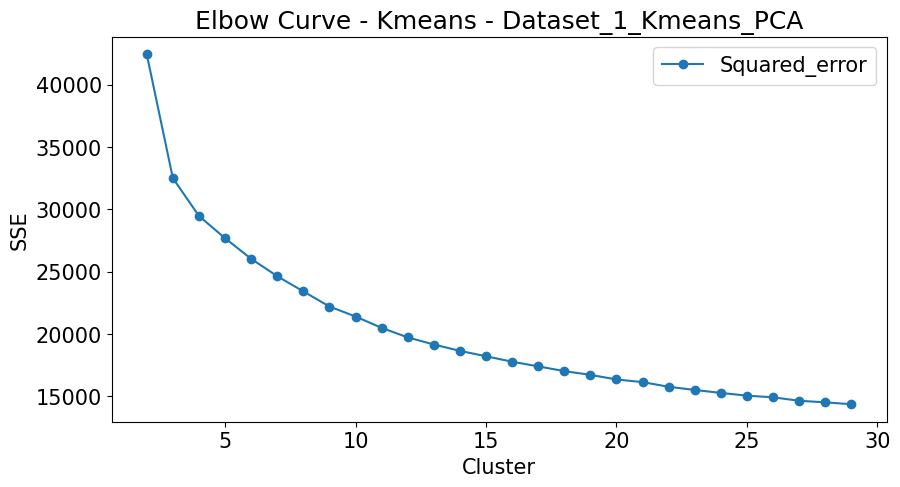 Elbow Curve - Kmeans - Dataset_1_Kmeans_PCA
Squared_error
40000
35000
30000
25000
20000
15000
SSE
5 10 15 20 25 30
Cluster